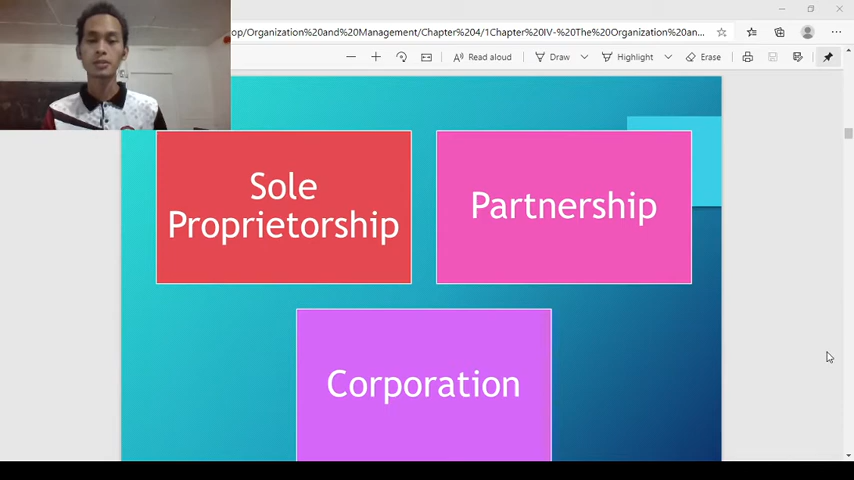 op/Organization%20and%20Management/Chapter%204/1Chapter%20IV-%20The%20Organization%20an...
Read aloud
Draw
Highlight
Erase
Sole
Proprietorship
Partnership
Corporation